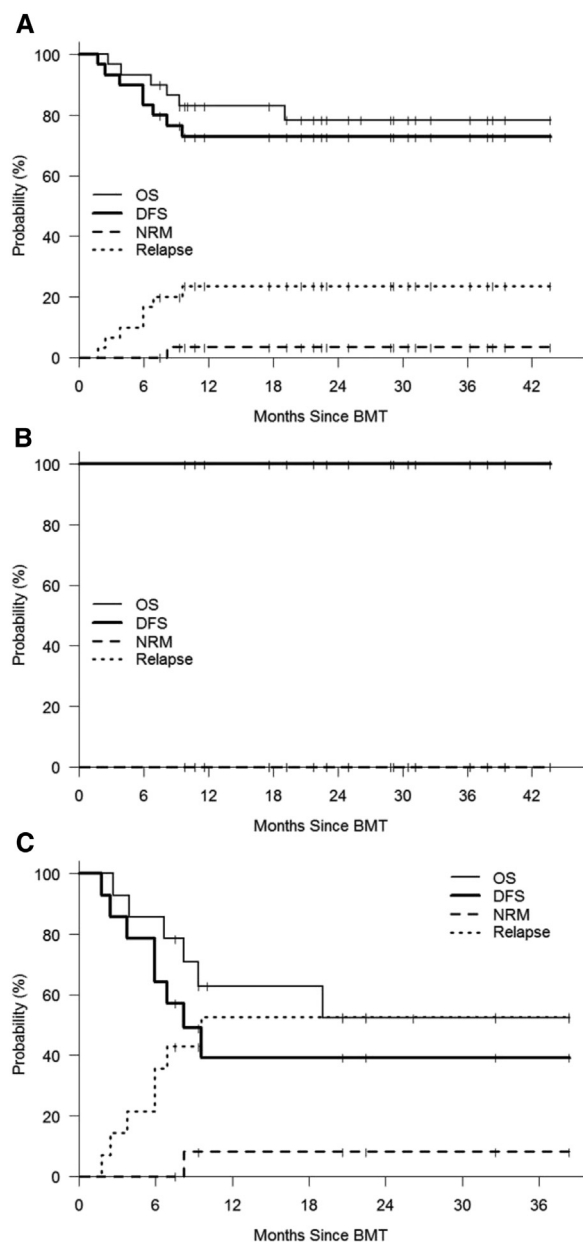 A
Probability (%)
100
80
60
40
20
0
OS
DFS
NRM
Relapse
0 6 12 18 24 30 36 42
Months Since BMT
B
Probability (%)
100
80
60
40
20
0
OS
DFS
NRM
Relapse
0 6 12 18 24 30 36 42
Months Since BMT
C
Probability (%)
100
80
60
40
20
0
OS
DFS
NRM
Relapse
0 6 12 18 24 30 36
Months Since BMT